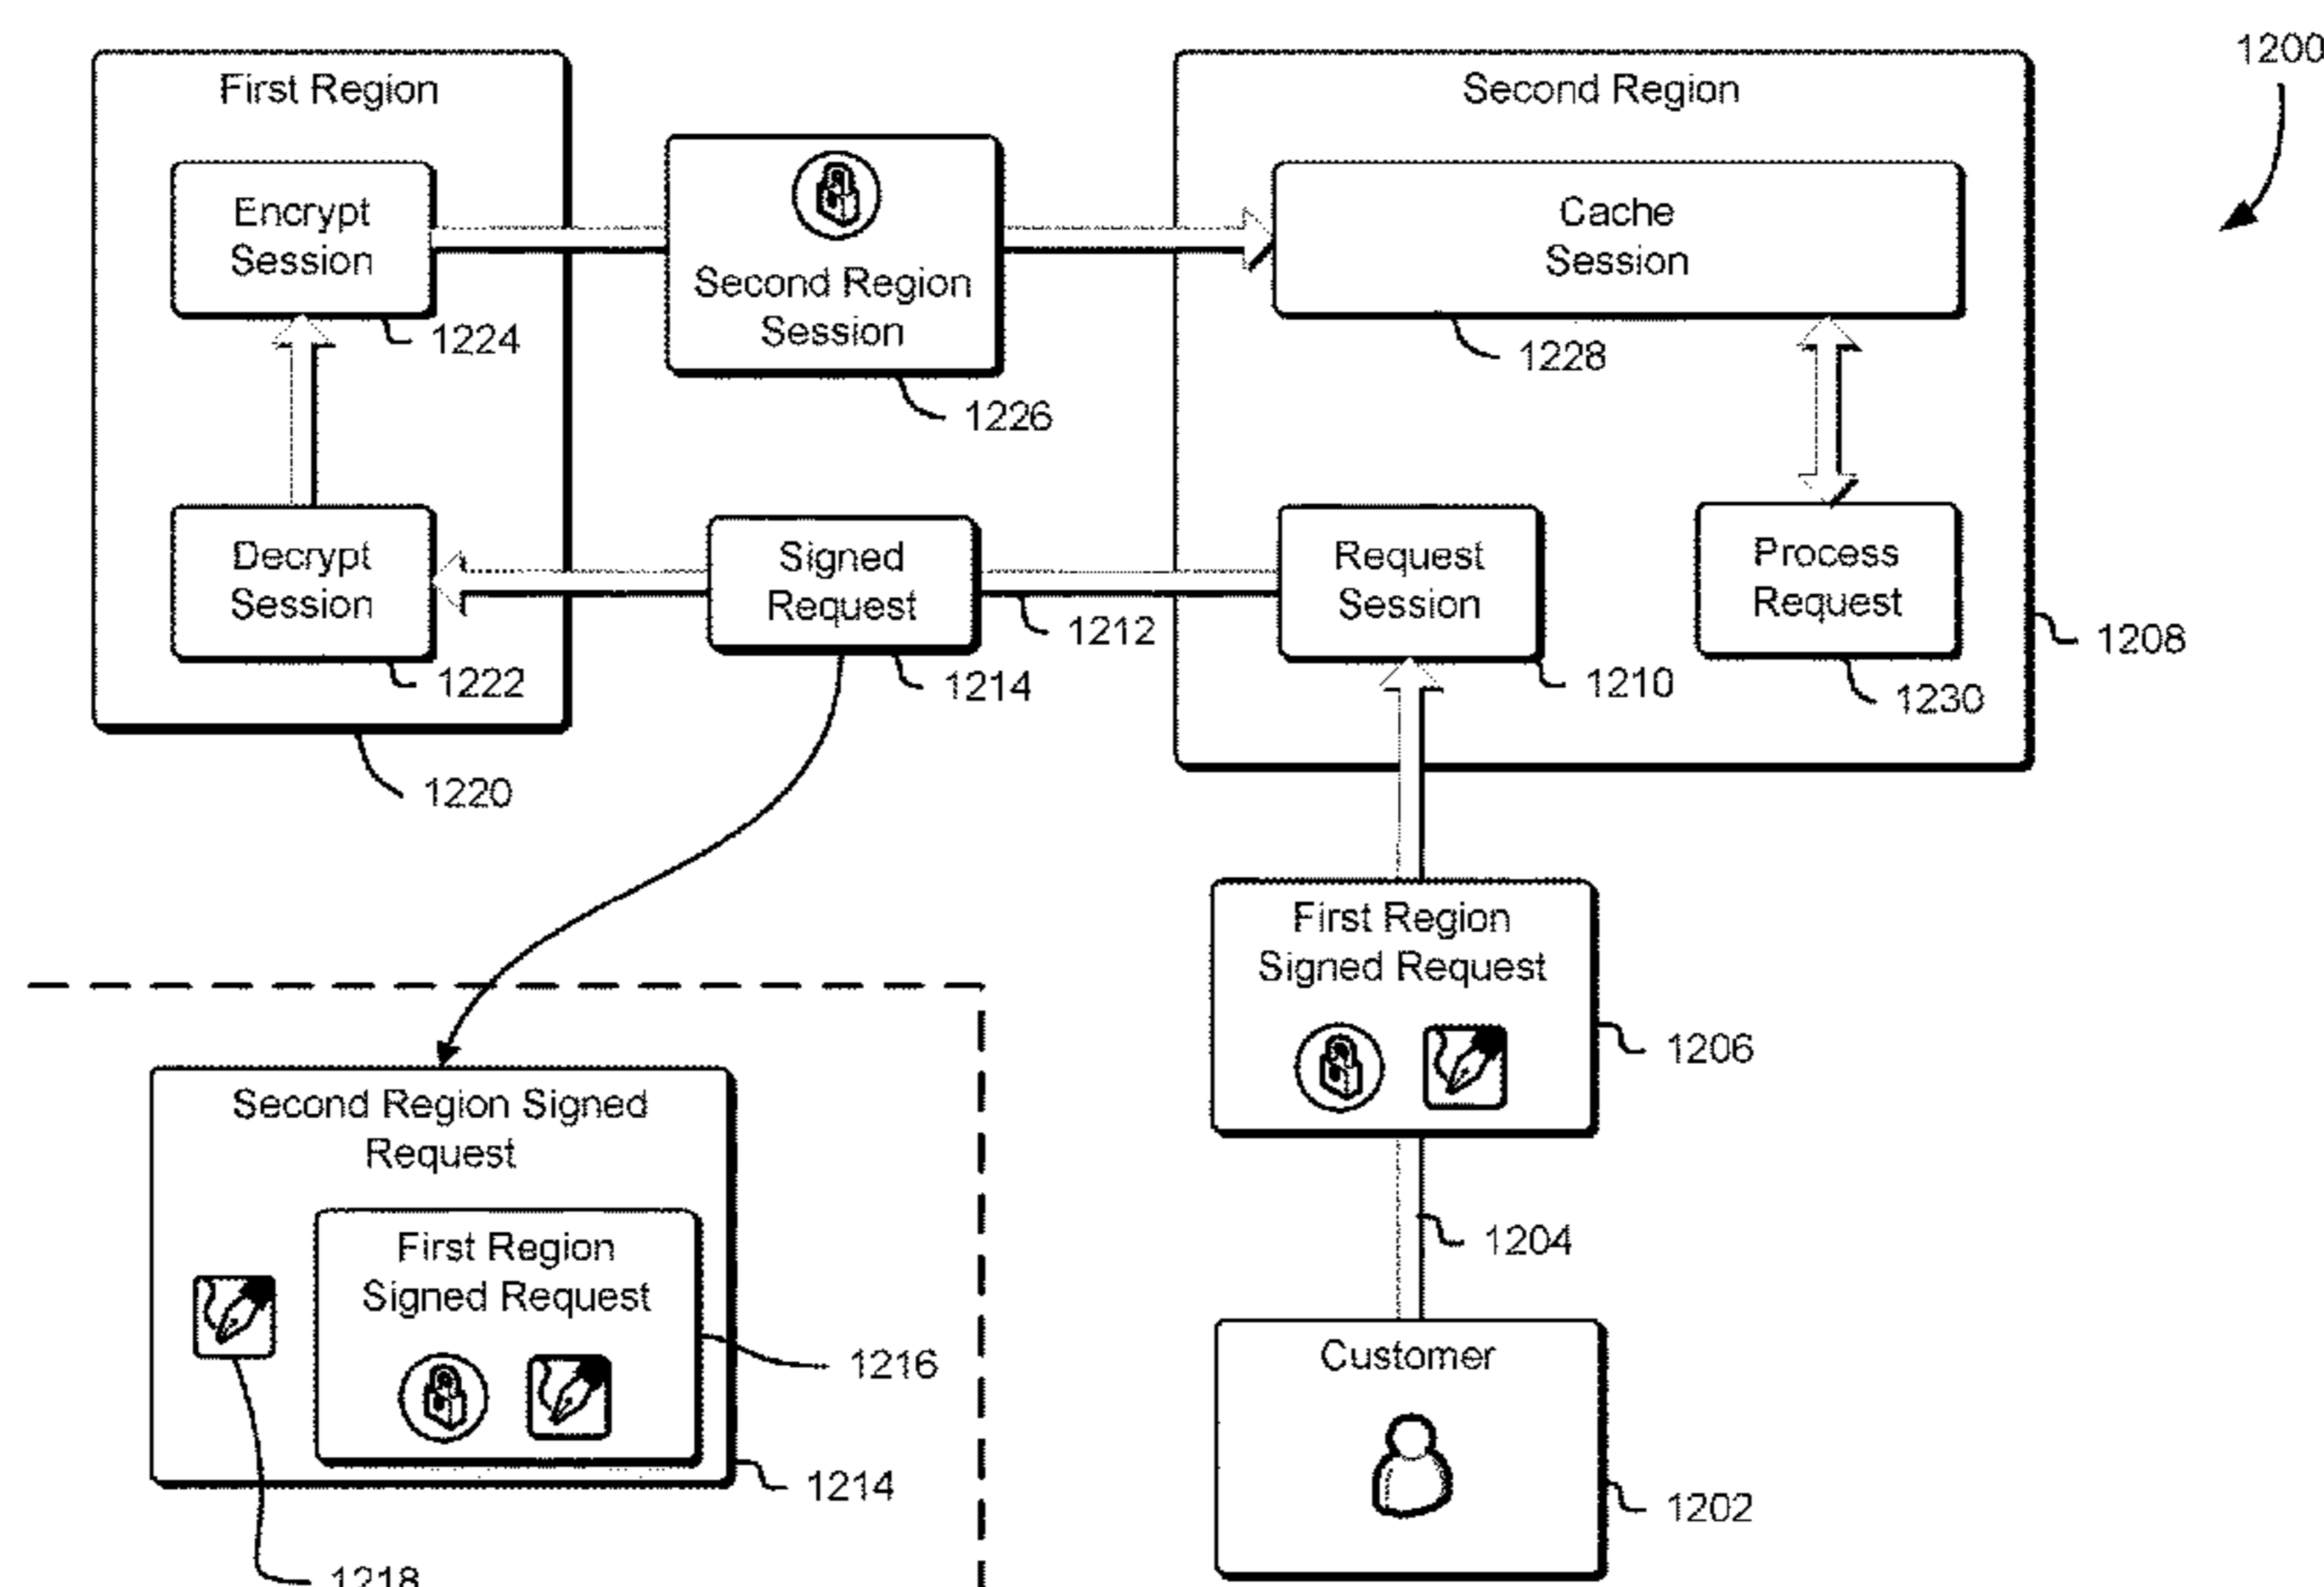 1200
First Region
Encrypt
Session
1224
Second Region
Session
1226
Second Region
Cache
Session
1228
Decrypt
Session
1222
Signed
Request
1214
1212
Request
Session
1210
Process
Request
1230
1208
1220
First Region
Signed Request
1206
1204
Customer
1202
Second Region Signed
Request
First Region
Signed Request
1216
1214
1218